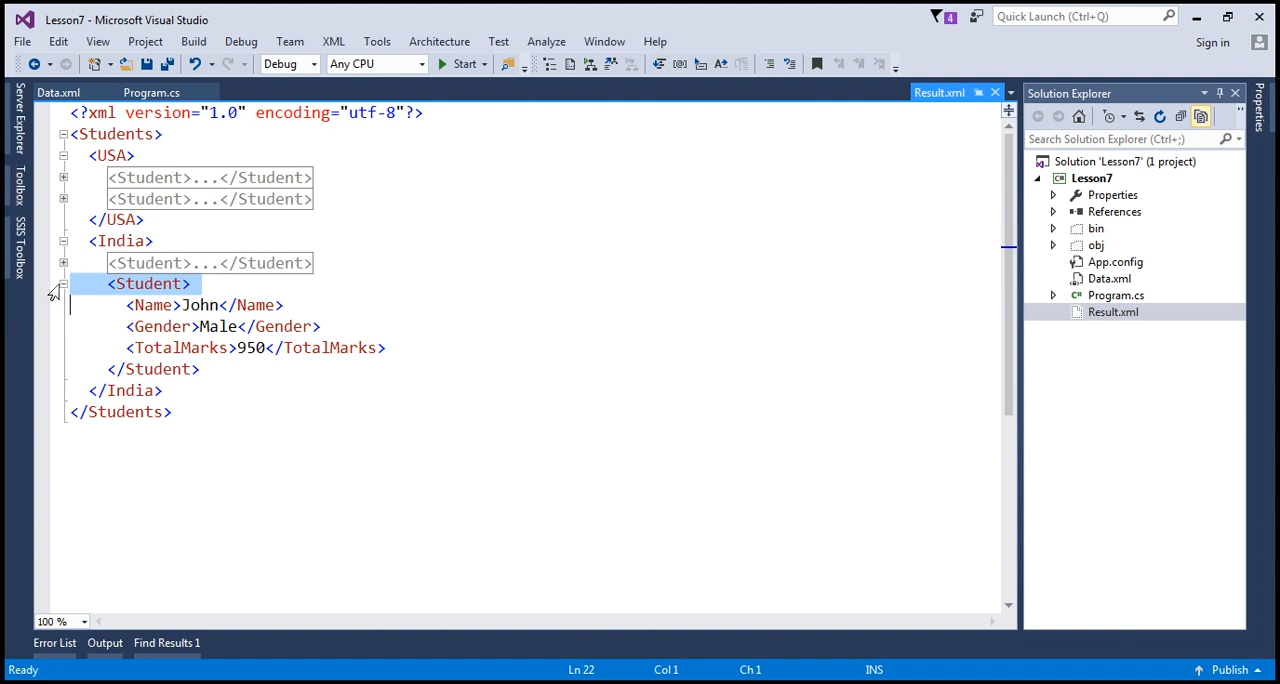 Lesson7 - Microsoft Visual Studio
4
Quick Launch (Ctrl+Q)
File Edit View Project Build Debug Team XML Tools Architecture Test Analyze Window Help
Sign in
Debug Any CPU Start
Data.xml Program.cs Result.xml
Server Explorer
Toolbox
SSIS Toolbox
<?xml version="1.0" encoding="utf-8"?>
<Students>
<USA>
<Student>...</Student>
<Student>...</Student>
</USA>
<India>
<Student>...</Student>
<Student>
<Name>John</Name>
<Gender>Male</Gender>
<TotalMarks>950</TotalMarks>
</Student>
</India>
</Students>
100 %
Solution Explorer
Search Solution Explorer (Ctrl+;)
Solution 'Lesson7' (1 project)
Lesson7
Properties
References
bin
obj
App.config
Data.xml
Program.cs
Result.xml
Properties
Error List Output Find Results 1
Ready Ln 22 Col 1 Ch 1 INS Publish